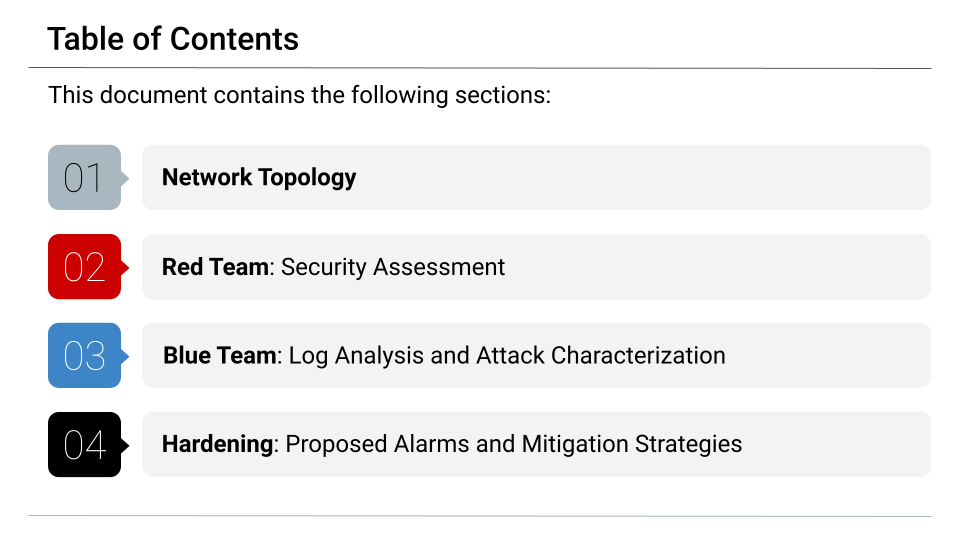 Table of Contents
This document contains the following sections:
01
Network Topology
02
Red Team: Security Assessment
03
Blue Team: Log Analysis and Attack Characterization
04
Hardening: Proposed Alarms and Mitigation Strategies